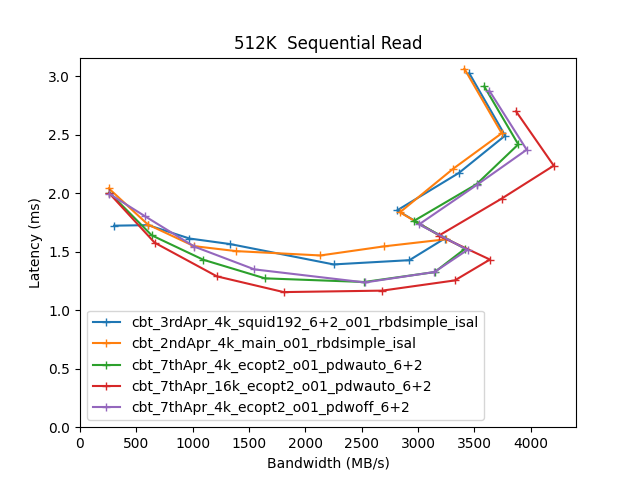 512K  Sequential Read
Latency (ms)
3.0
2.5
2.0
1.5
1.0
0.5
0.0
cbt_3rdApr_4k_squid192_6+2_o01_rbdsimple_isal
cbt_2ndApr_4k_main_o01_rbdsimple_isal
cbt_7thApr_4k_ecopt2_o01_pdwauto_6+2
cbt_7thApr_16k_ecopt2_o01_pdwauto_6+2
cbt_7thApr_4k_ecopt2_o01_pdwoff_6+2
0 500 1000 1500 2000 2500 3000 3500 4000
Bandwidth (MB/s)